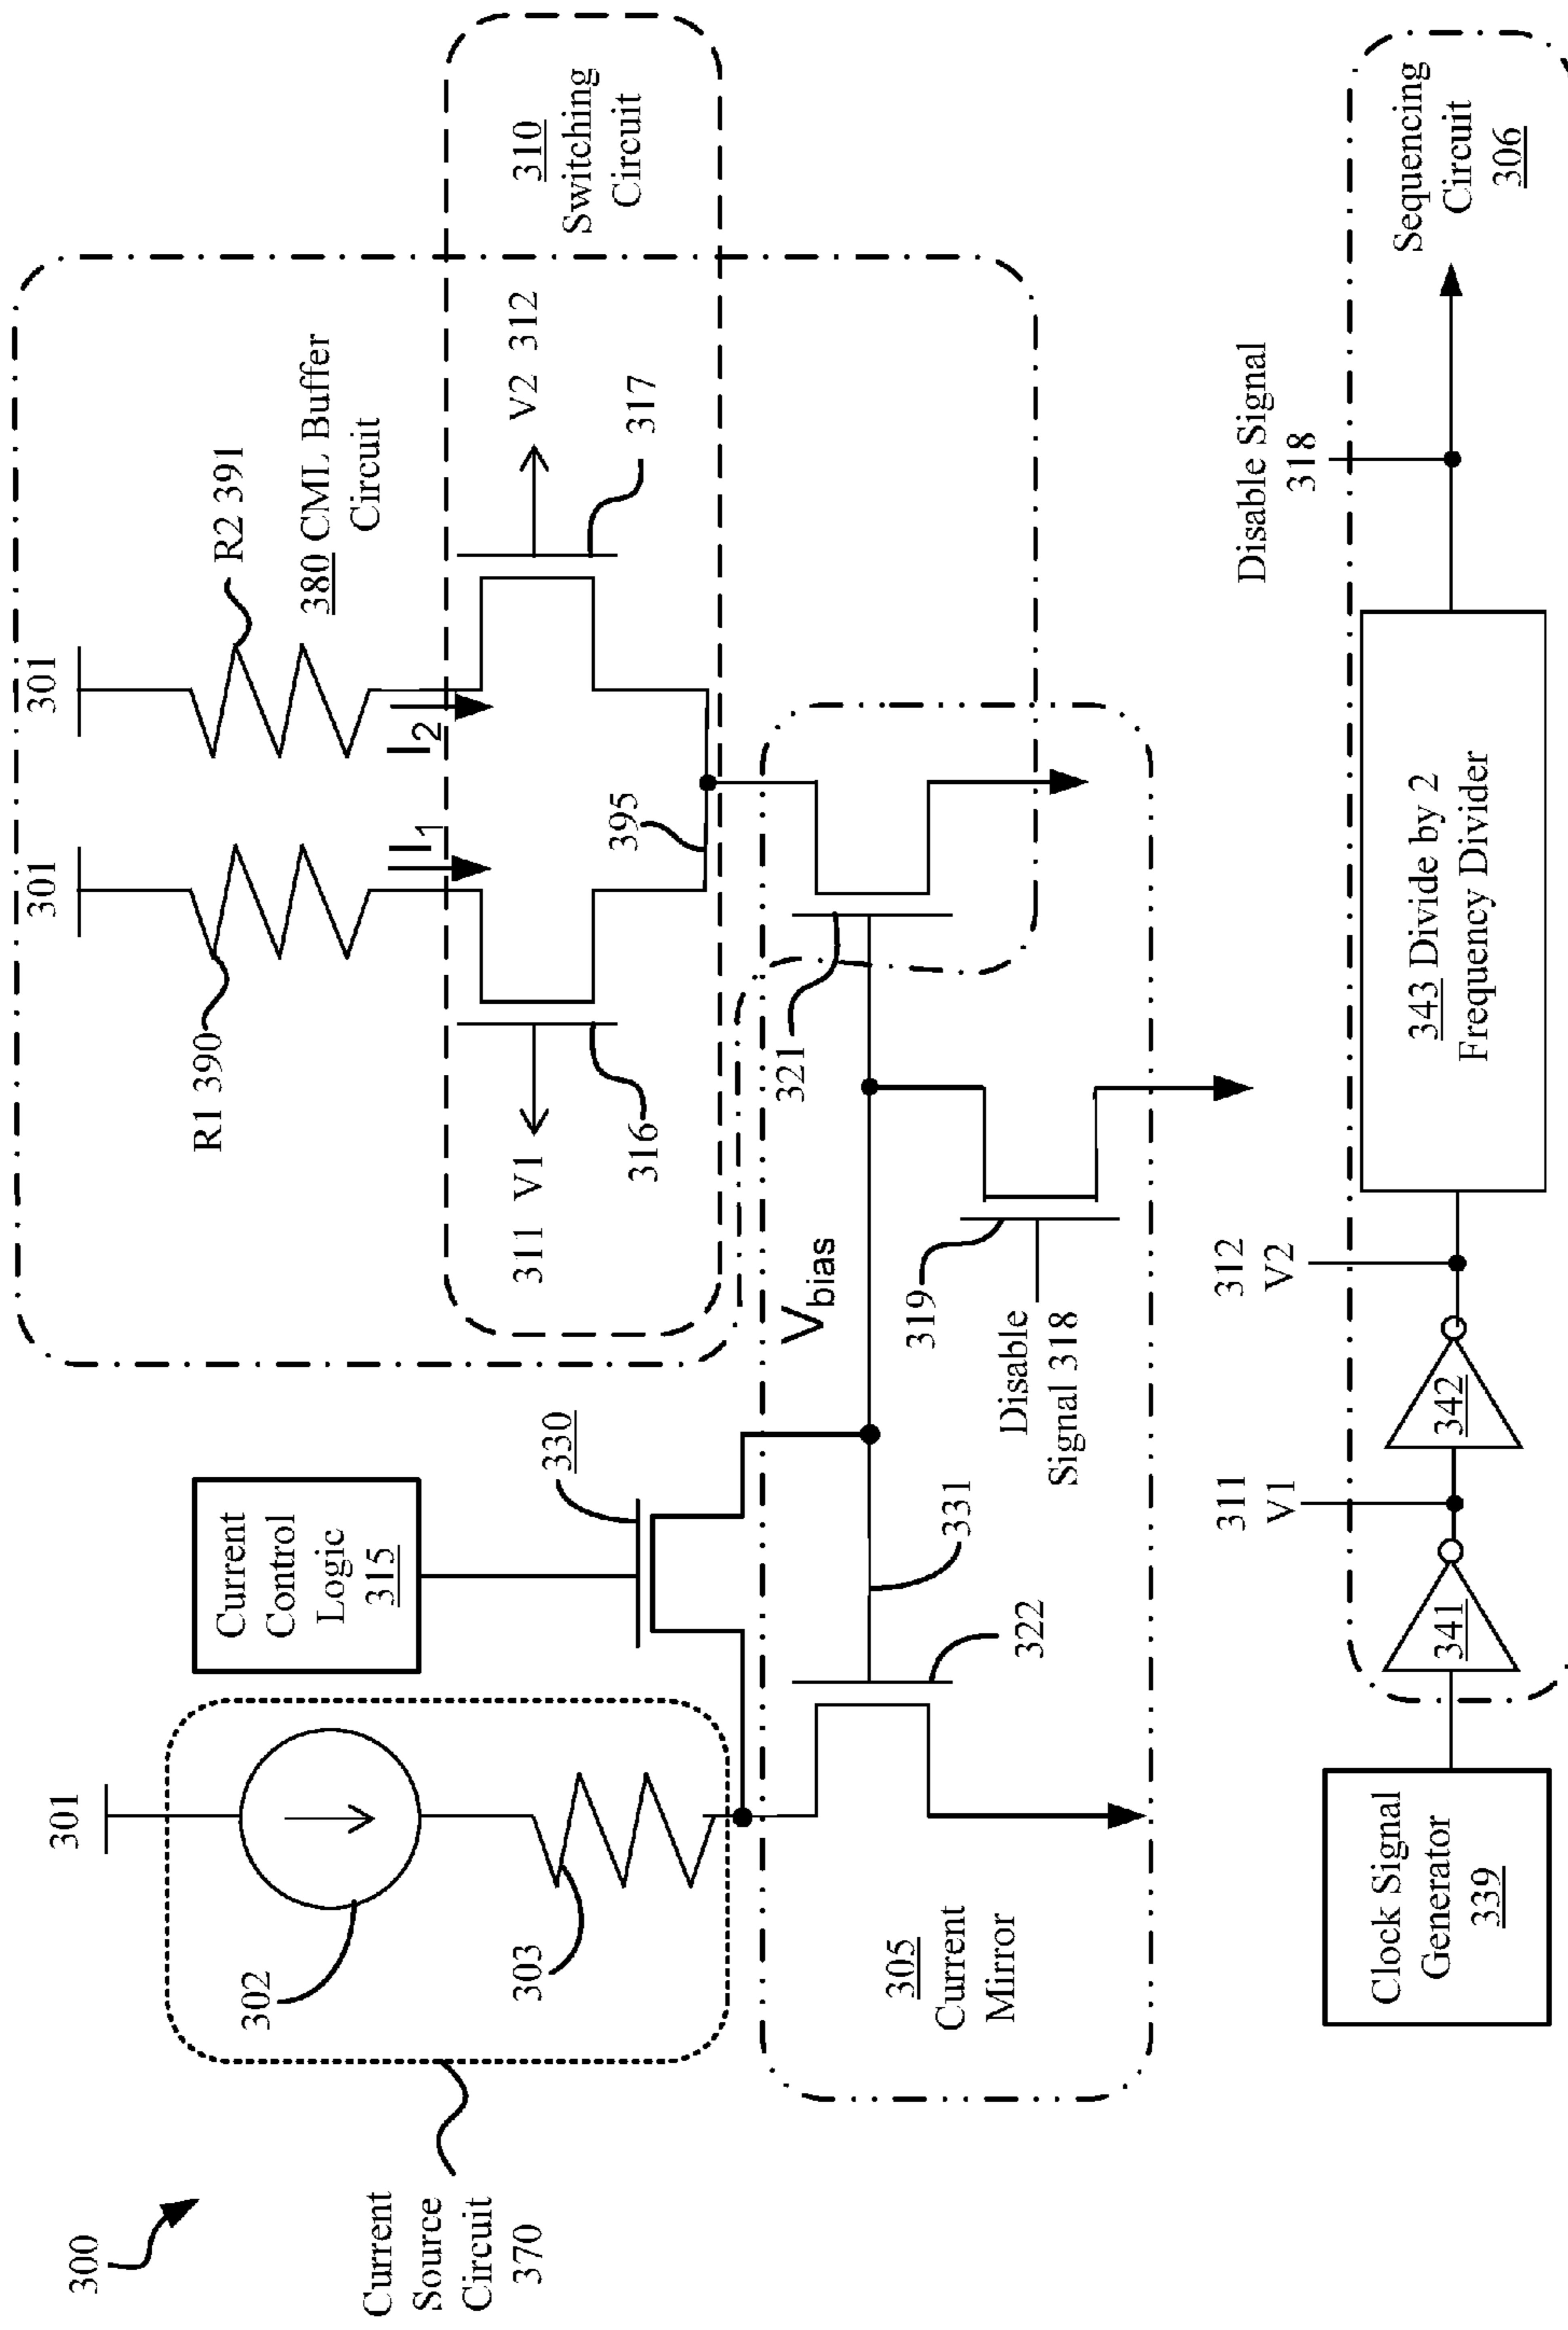 300
Current
Source
Circuit
370
301
302
303
Current
Control
Logic
315
330
R1 390
301
301
R2 391
380 CML Buffer
Circuit
I1
I2
311 V1
316
V2 312
317
310
Switching
Circuit
395
Vbias
321
319
Disable
Signal 318
331
322
305
Current
Mirror
Clock Signal
Generator
339
341
311
V1
342
312
V2
343 Divide by 2
Frequency Divider
Disable Signal
318
Sequencing
Circuit
306